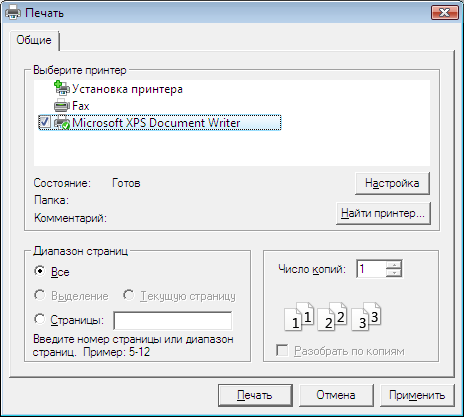 Печать
Общие
Выберите принтер
Установка принтера
Fax
Microsoft XPS Document Writer
Состояние: Готов
Настройка
Папка:
Комментарий:
Найти принтер...
Диапазон страниц
Все
Выделение Текущую страницу
Страницы:
Введите номер страницы или диапазон
страниц. Пример: 5-12
Число копий: 1
1 1 2 2 3 3
Разобрать по копиям
Печать Отмена Применить